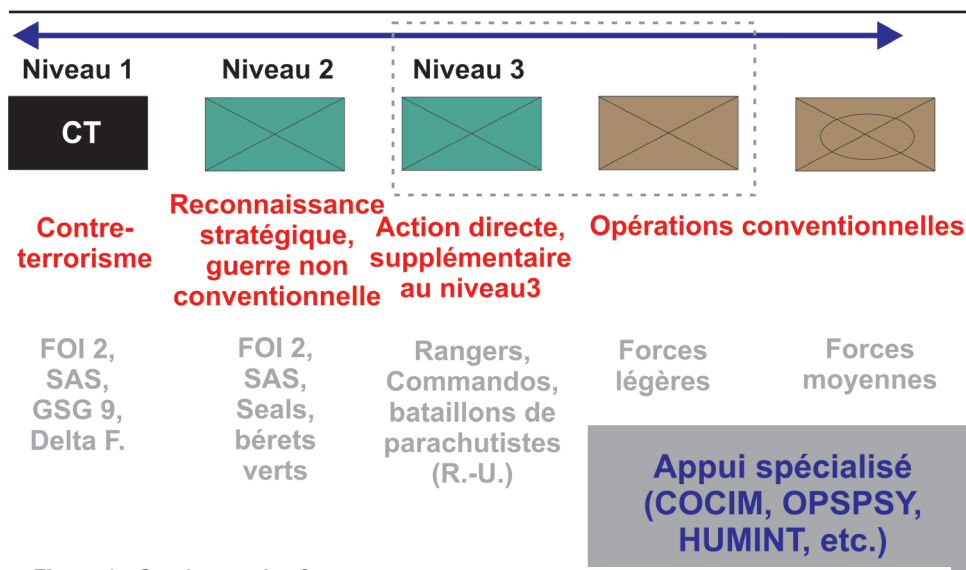 Niveau 1
Niveau 2
Niveau 3
CT
Contre-
terrorisme
Reconnaissance
stratégique,
guerre non
conventionnelle
Action directe,
supplémentaire
au niveau3
Opérations conventionnelles
FOI 2,
SAS,
GSG 9,
Delta F.
FOI 2,
SAS,
Seals,
bérets
verts
Rangers,
Commandos,
bataillons de
parachutistes
(R.-U.)
Forces
légères
Forces
moyennes
Appui spécialisé
(COCIM, OPSPSY,
HUMINT, etc.)